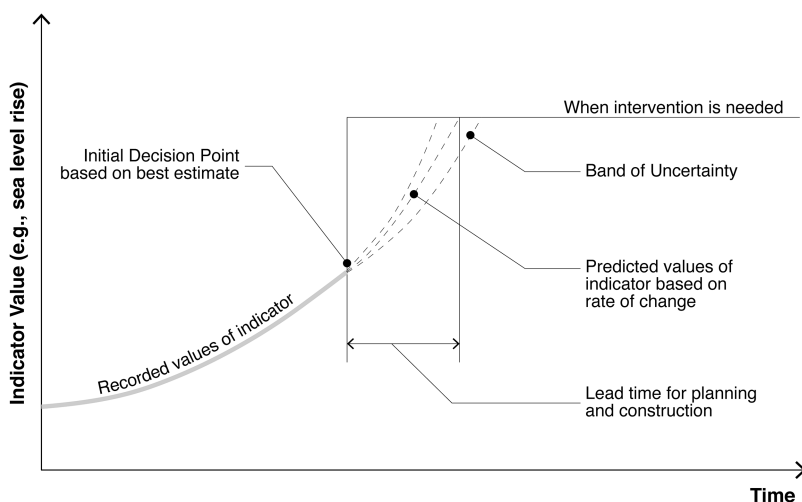 Indicator Value (e.g., sea level rise)
When intervention is needed
Initial Decision Point
based on best estimate
Band of Uncertainty
Predicted values of
indicator based on
rate of change
Recorded values of indicator
Lead time for planning
and construction
Time